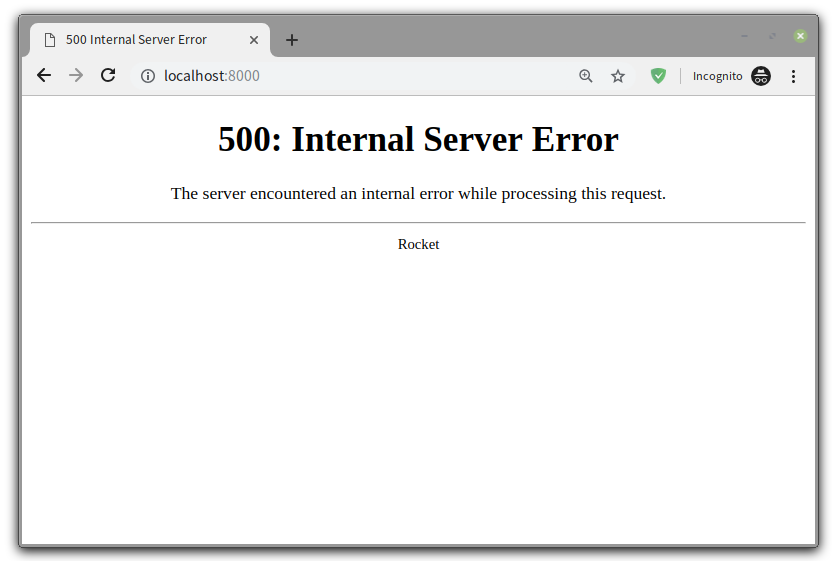 500 Internal Server Error
localhost:8000
Incognito
500: Internal Server Error
The server encountered an internal error while processing this request.
Rocket